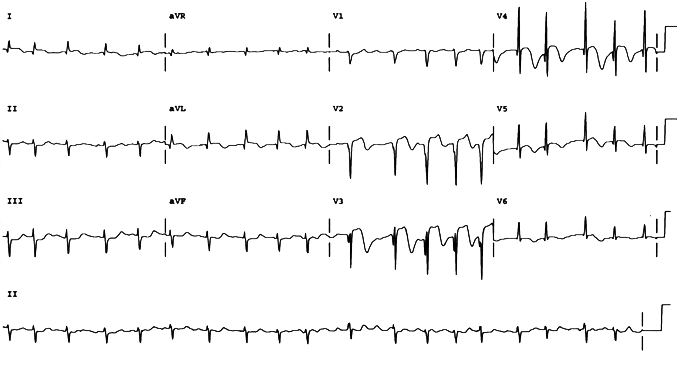 I aVR V1 V4
II aVL V2 V5
III aVF V3 V6
II